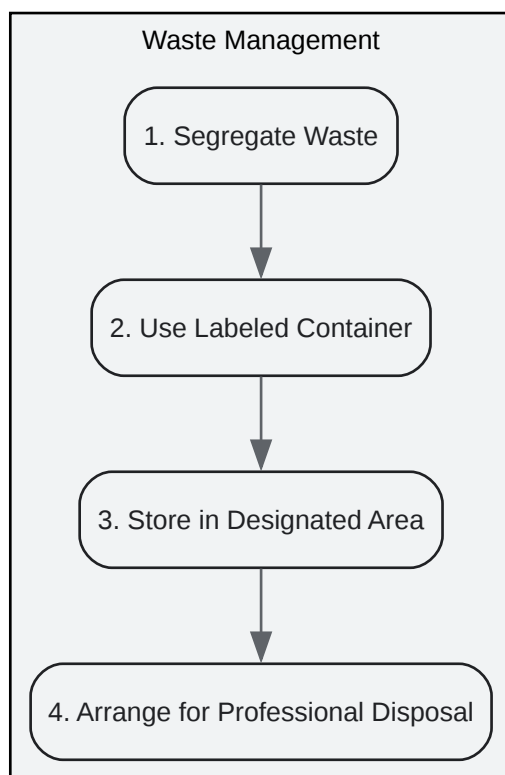 Waste Management
1. Segregate Waste
2. Use Labeled Container
3. Store in Designated Area
4. Arrange for Professional Disposal